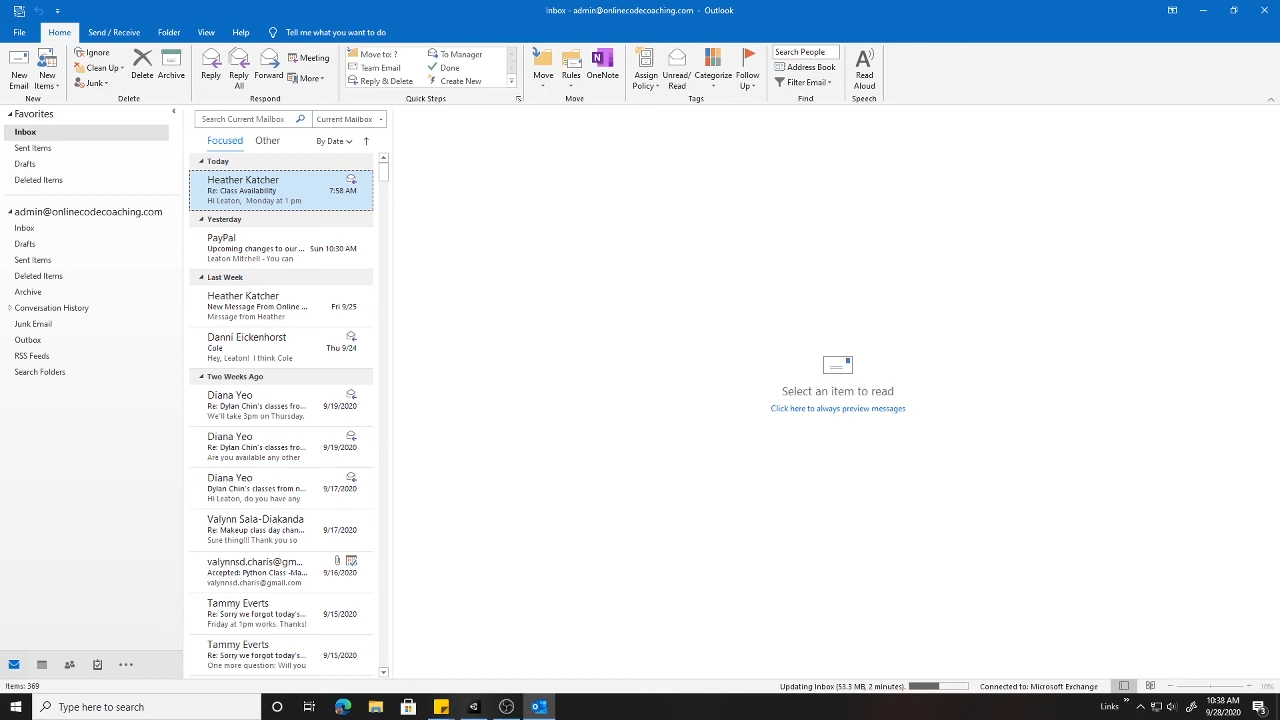 Inbox - admin@onlinecodecoaching.com - Outlook
File Home Send / Receive Folder View Help Tell me what you want to do
New Email
New Items
Ignore
Clean Up
Junk
Delete
Archive
Reply
Reply All
Forward
Meeting
More
Move to: ?
Team Email
Reply & Delete
To Manager
Done
Create New
Move
Rules
OneNote
Assign Policy
Unread/ Read
Categorize
Follow Up
Search People
Address Book
Filter Email
Read Aloud
New Delete Respond Quick Steps Move Tags Find Speech
Favorites
Inbox
Sent Items
Drafts
Deleted Items
admin@onlinecodecoaching.com
Inbox
Drafts
Sent Items
Deleted Items
Archive
Conversation History
Junk Email
Outbox
RSS Feeds
Search Folders
Search Current Mailbox Current Mailbox
Focused Other By Date
Today
Heather Katcher
Re: Class Availability 7:58 AM
Hi Leaton, Monday at 1 pm
Yesterday
PayPal
Upcoming changes to our ... Sun 10:30 AM
Leaton Mitchell - You can
Last Week
Heather Katcher
New Message From Online ... Fri 9/25
Message from Heather
Danni Eickenhorst
Cole Thu 9/24
Hey, Leaton! I think Cole
Two Weeks Ago
Diana Yeo
Re: Dylan Chin's classes fro... 9/19/2020
We'll take 3pm on Thursday.
Diana Yeo
Re: Dylan Chin's classes fro... 9/19/2020
Are you available any other
Diana Yeo
Dylan Chin's classes from n... 9/17/2020
Hi Leaton, do you have any
Valynn Sala-Diakanda
Re: Makeup class day chan... 9/17/2020
Sure thing!!! Thank you so
valynnsd.charis@gm...
Accepted: Python Class -Ma... 9/16/2020
valynnsd.charis@gmail.com
Tammy Everts
Re: Sorry we forgot today's... 9/15/2020
Friday at 1pm works. Thanks!
Tammy Everts
Re: Sorry we forgot today's... 9/15/2020
One more question: Will you
Select an item to read
Click here to always preview messages
Items: 369 Updating Inbox (53.3 MB, 2 minutes). Connected to: Microsoft Exchange 10%
Type here to search
Links
10:38 AM
9/28/2020